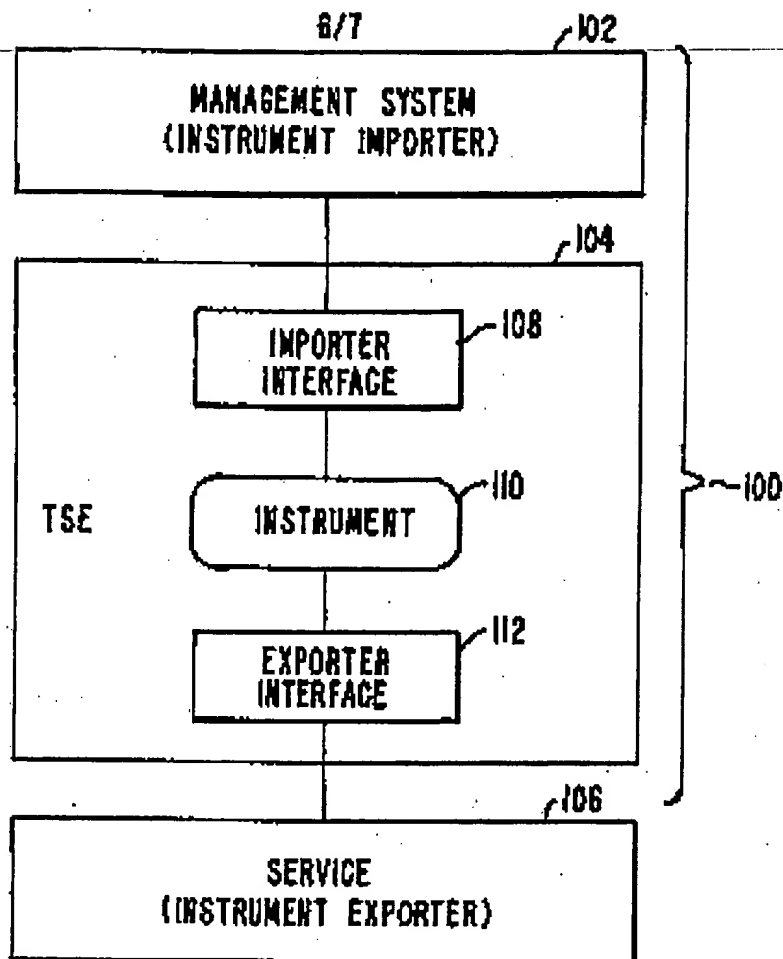 6/7
102
MANAGEMENT SYSTEM
(INSTRUMENT IMPORTER)
104
IMPORTER
INTERFACE
108
TSE
INSTRUMENT
110
100
EXPORTER
INTERFACE
112
106
SERVICE
(INSTRUMENT EXPORTER)